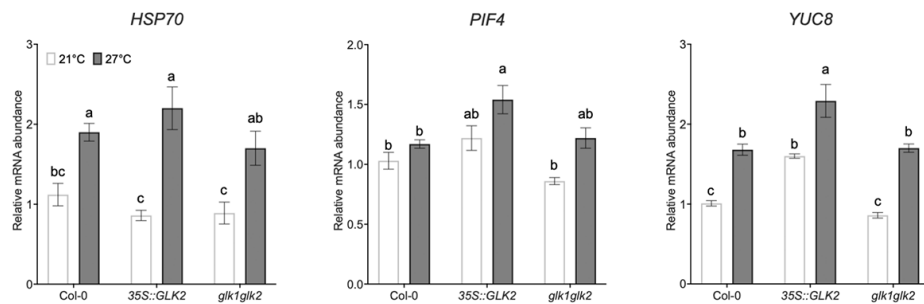 HSP70
Relative mRNA abundance
3
2
1
0
21°C 27°C
bc a c a c ab
Col-0 35S::GLK2 glk1glk2
PIF4
Relative mRNA abundance
2.0
1.5
1.0
0.5
0.0
b b ab a b ab
Col-0 35S::GLK2 glk1glk2
YUC8
Relative mRNA abundance
3
2
1
0
c b b a c b
Col-0 35S::GLK2 glk1glk2